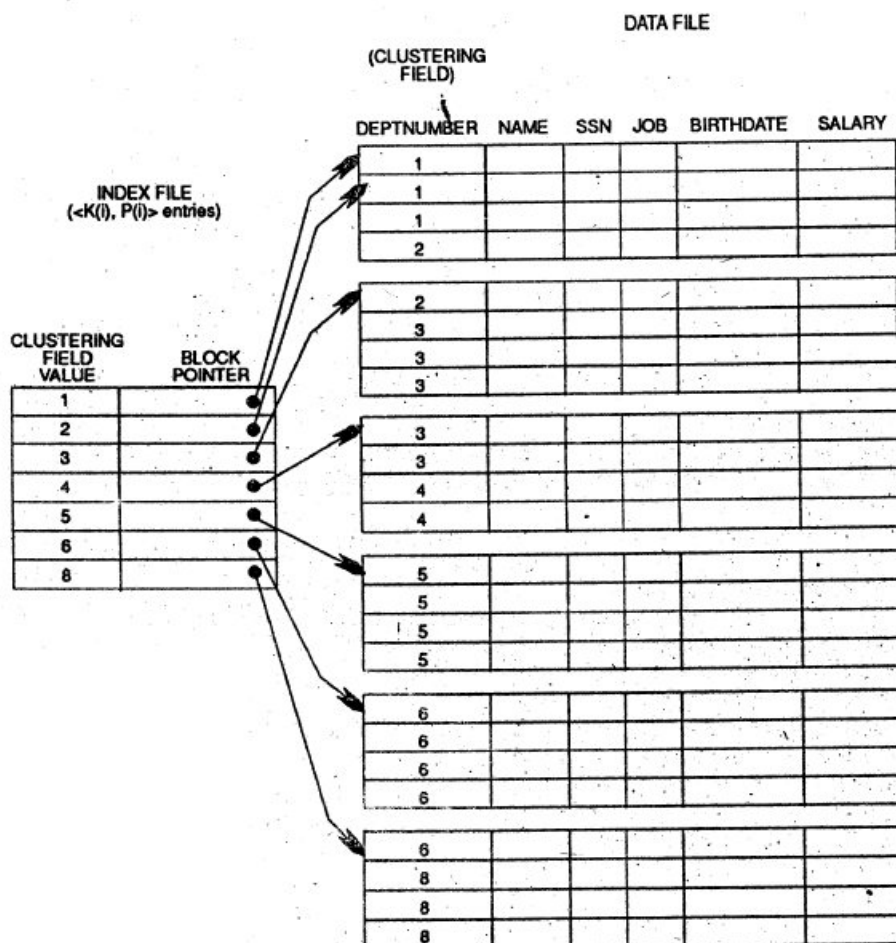 DATA FILE
(CLUSTERING
FIELD)
DEPTNUMBER NAME SSN JOB BIRTHDATE SALARY
1
1
1
2
INDEX FILE
(<K(i), P(i)> entries)
2
3
3
3
CLUSTERING
FIELD
VALUE
BLOCK
POINTER
1
2
3
4
5
6
8
3
3
4
4
5
5
5
5
6
6
6
6
6
8
8
8